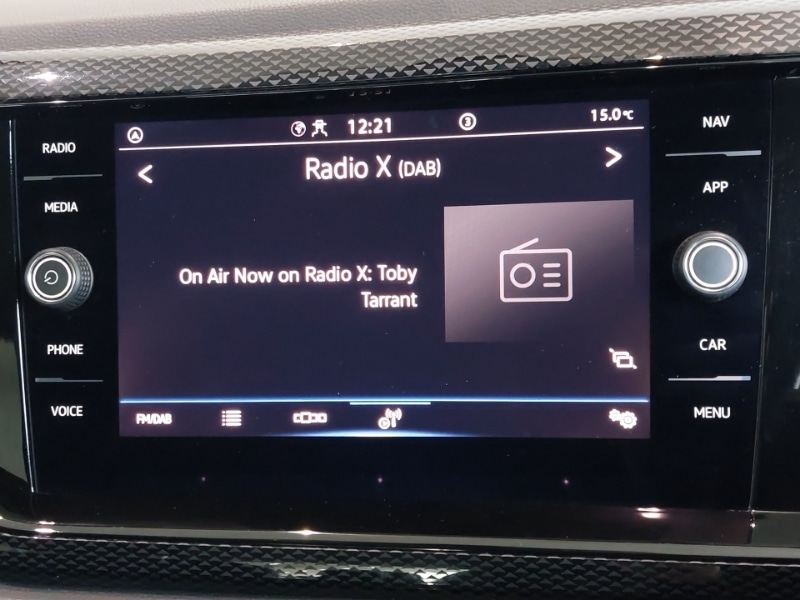 RADIO
MEDIA
PHONE
VOICE
12:21
3
15.0°C
Radio X (DAB)
On Air Now on Radio X: Toby
Tarrant
FM/DAB
NAV
APP
CAR
MENU